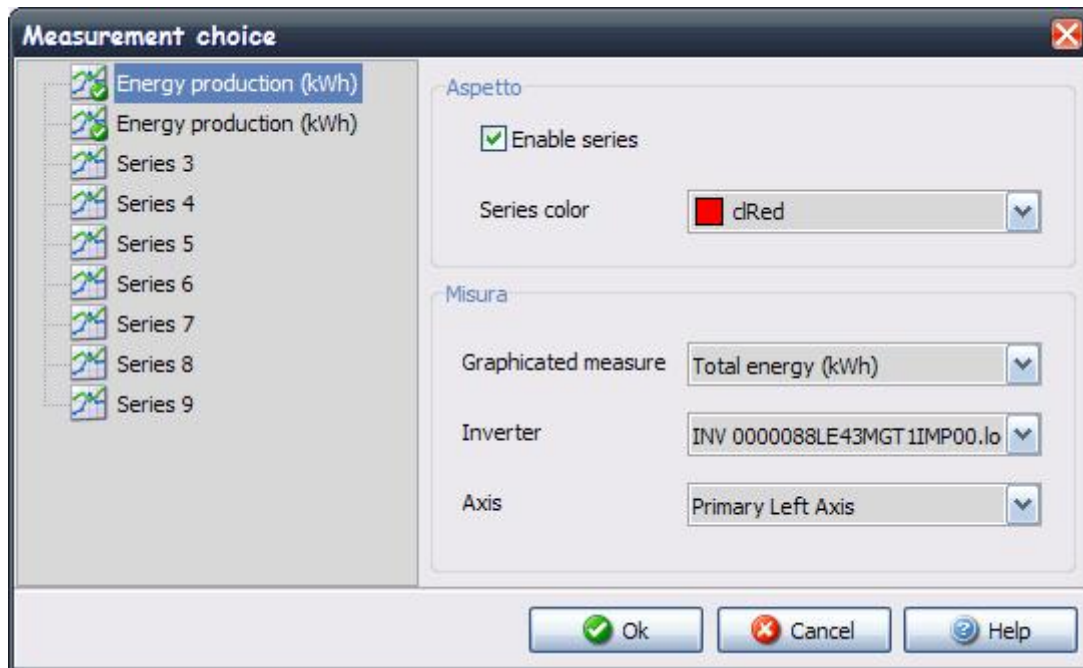 Measurement choice
Energy production (kWh)
Energy production (kWh)
Series 3
Series 4
Series 5
Series 6
Series 7
Series 8
Series 9
Aspetto
Enable series
Series color
clRed
Misura
Graphicated measure
Total energy (kWh)
Inverter
INV 0000088LE43MGT1IMP00.lo
Axis
Primary Left Axis
Ok
Cancel
Help